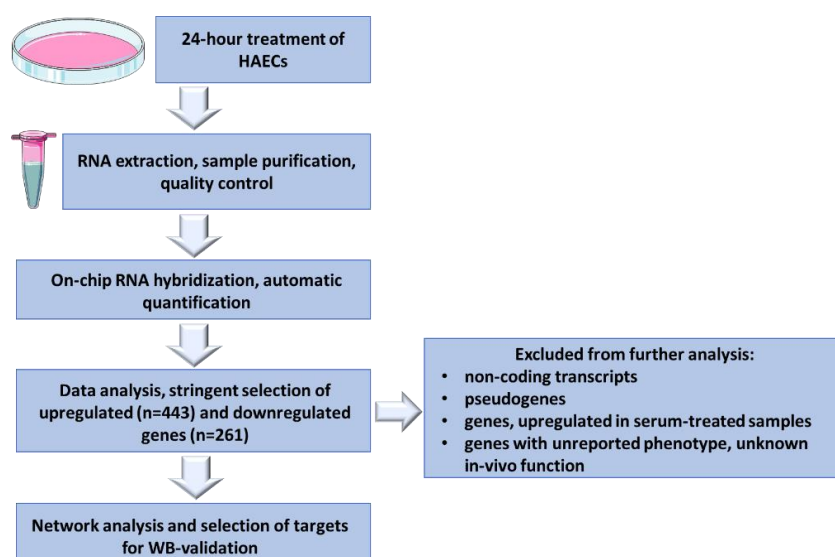 24-hour treatment of
HAECs
RNA extraction, sample purification,
quality control
On-chip RNA hybridization, automatic
quantification
Data analysis, stringent selection of
upregulated (n=443) and downregulated
genes (n=261)
Excluded from further analysis:
• non-coding transcripts
• pseudogenes
• genes, upregulated in serum-treated samples
• genes with unreported phenotype, unknown
in-vivo function
Network analysis and selection of targets
for WB-validation